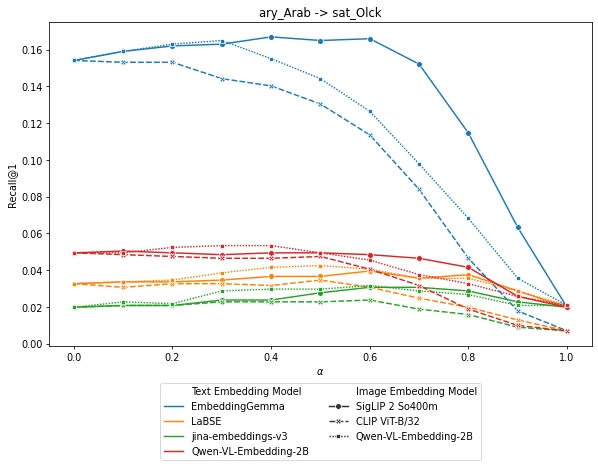 ary_Arab -> sat_Olck
Recall@1
0.16
0.14
0.12
0.10
0.08
0.06
0.04
0.02
0.00
0.0 0.2 0.4 0.6 0.8 1.0
α
Text Embedding Model Image Embedding Model
EmbeddingGemma SigLIP 2 So400m
LaBSE CLIP ViT-B/32
jina-embeddings-v3 Qwen-VL-Embedding-2B
Qwen-VL-Embedding-2B